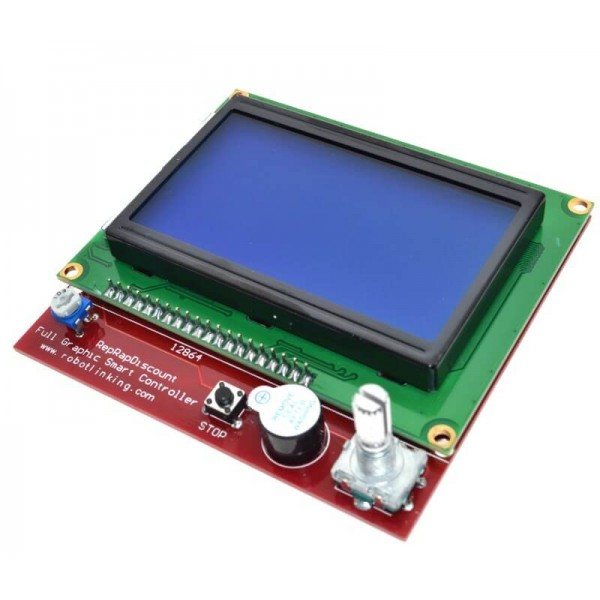 RepRapDiscount
12864
Full Graphic Smart Controller
www.robotlinking.com
STOP